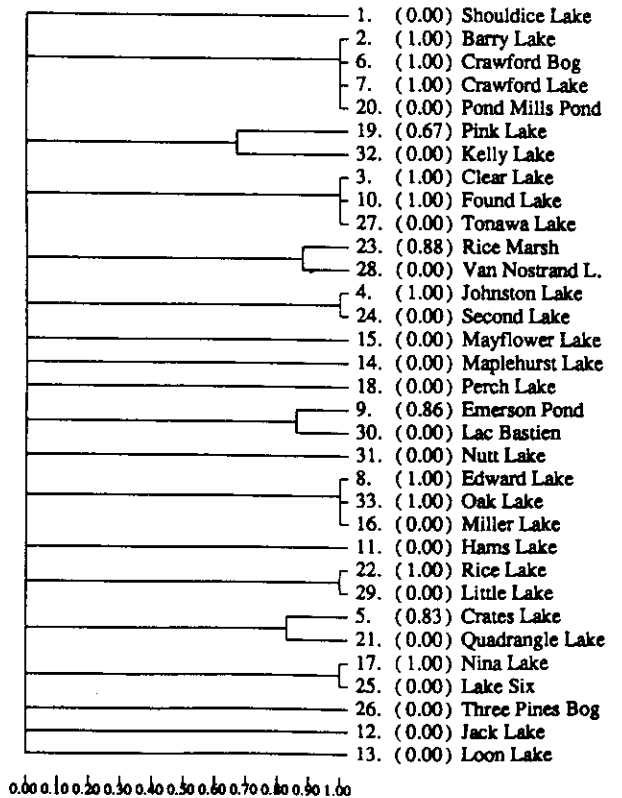 1. (0.00) Shouldice Lake
2. (1.00) Barry Lake
6. (1.00) Crawford Bog
7. (1.00) Crawford Lake
20. (0.00) Pond Mills Pond
19. (0.67) Pink Lake
32. (0.00) Kelly Lake
3. (1.00) Clear Lake
10. (1.00) Found Lake
27. (0.00) Tonawa Lake
23. (0.88) Rice Marsh
28. (0.00) Van Nostrand L.
4. (1.00) Johnston Lake
24. (0.00) Second Lake
15. (0.00) Mayflower Lake
14. (0.00) Maplehurst Lake
18. (0.00) Perch Lake
9. (0.86) Emerson Pond
30. (0.00) Lac Bastien
31. (0.00) Nutt Lake
8. (1.00) Edward Lake
33. (1.00) Oak Lake
16. (0.00) Miller Lake
11. (0.00) Hams Lake
22. (1.00) Rice Lake
29. (0.00) Little Lake
5. (0.83) Crates Lake
21. (0.00) Quadrangle Lake
17. (1.00) Nina Lake
25. (0.00) Lake Six
26. (0.00) Three Pines Bog
12. (0.00) Jack Lake
13. (0.00) Loon Lake
0.00 0.10 0.20 0.30 0.40 0.50 0.60 0.70 0.80 0.90 1.00